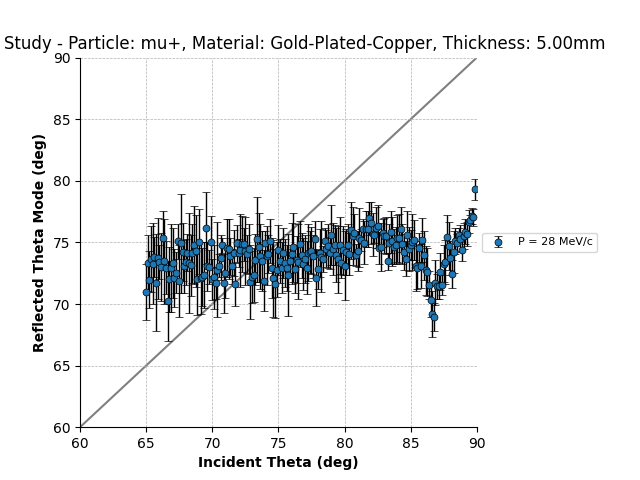 Study - Particle: mu+, Material: Gold-Plated-Copper, Thickness: 5.00mm
90
85
80
75
70
65
60
Reflected Theta Mode (deg)
P = 28 MeV/c
60 65 70 75 80 85 90
Incident Theta (deg)